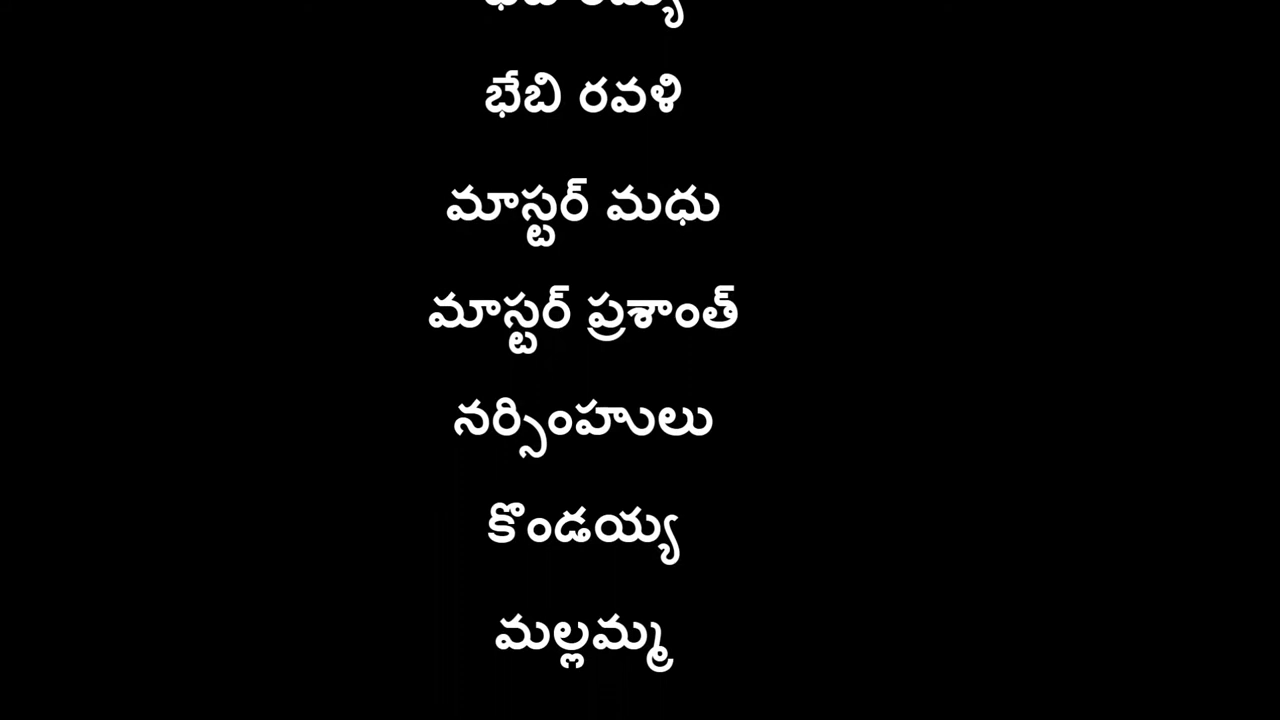 భేబి రవళి
మాస్టర్ మధు
మాస్టర్ ప్రశాంత్
నర్సింహులు
కొండయ్య
మల్లమ్మ